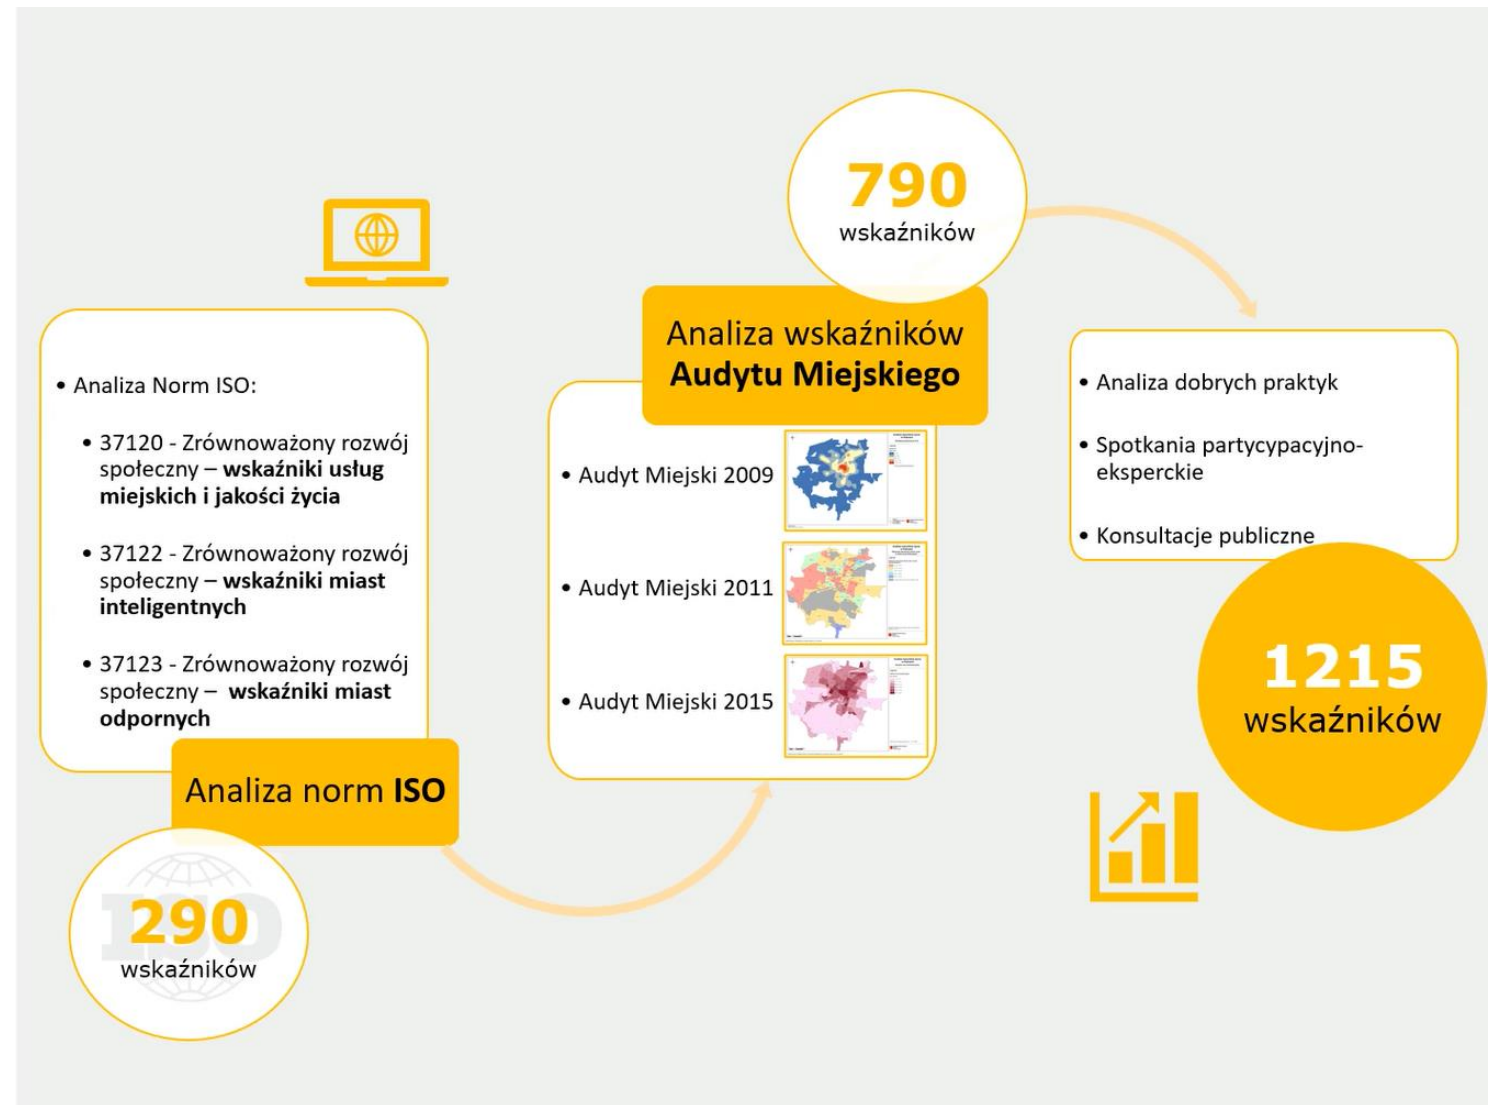 • Analiza Norm ISO:
• 37120 - Zrównoważony rozwój
społeczny – wskaźniki usług
miejskich i jakości życia
• 37122 - Zrównoważony rozwój
społeczny – wskaźniki miast
inteligentnych
• 37123 - Zrównoważony rozwój
społeczny – wskaźniki miast
odpornych
Analiza norm ISO
ISO
290
wskaźników
790
wskaźników
Analiza wskaźników
Audytu Miejskiego
• Audyt Miejski 2009
• Audyt Miejski 2011
• Audyt Miejski 2015
• Analiza dobrych praktyk
• Spotkania partycypacyjno-
eksperckie
• Konsultacje publiczne
1215
wskaźników